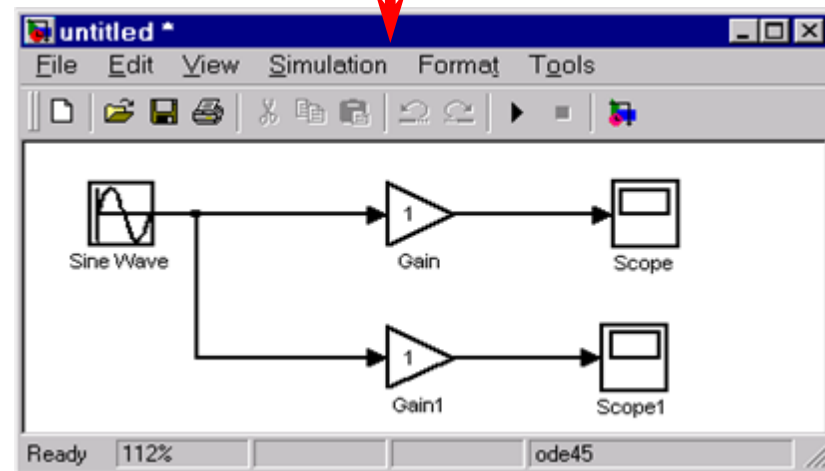 untitled *
File Edit View Simulation Format Tools
1
1
Sine Wave
Gain
Scope
Gain1
Scope1
Ready 112% ode45